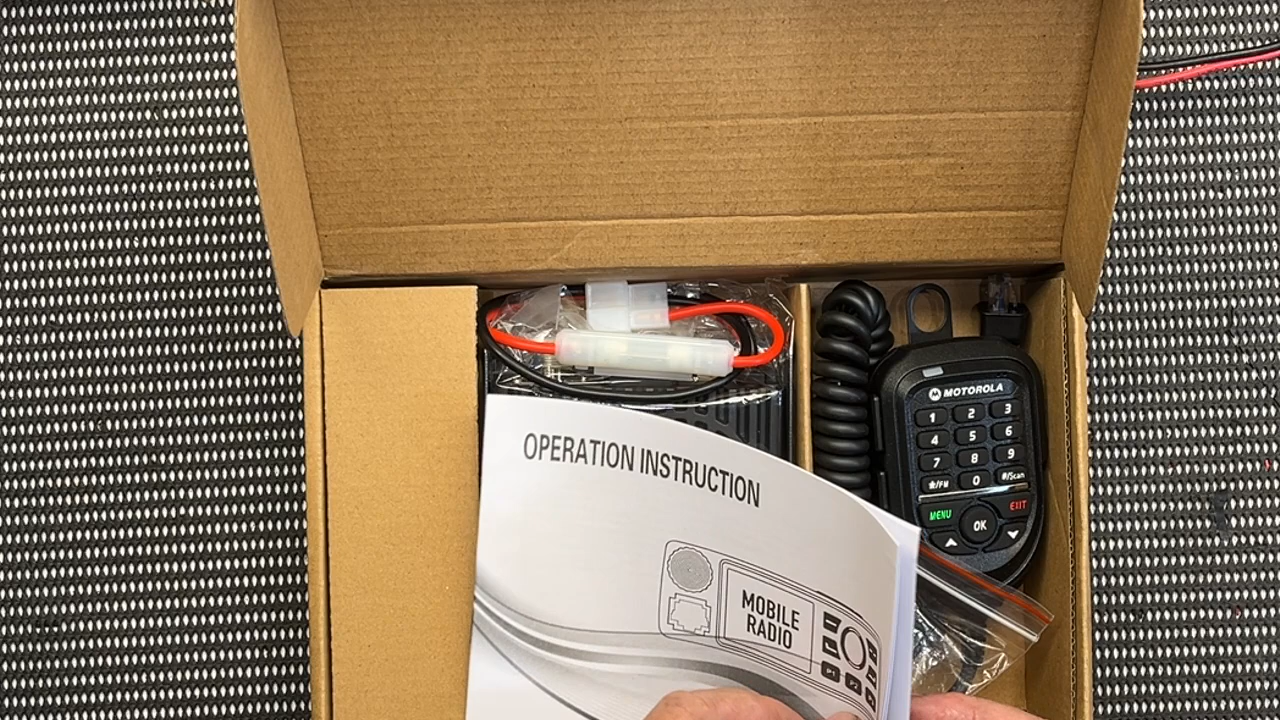 OPERATION INSTRUCTION
MOBILE
RADIO
MOTOROLA
1 2 3
4 5 6
7 8 9
*/FM 0 #/Scan
MENU OK EXIT